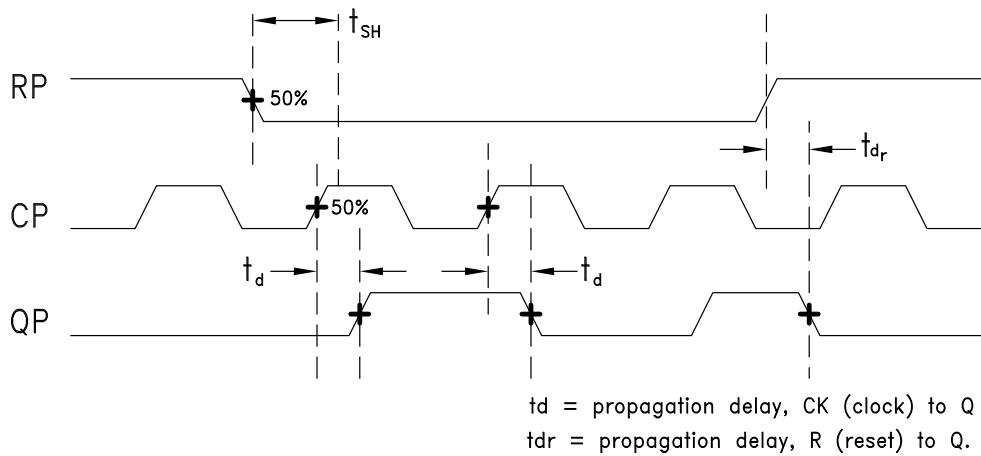 tSH
RP
50%
tdr
CP
50%
td
td
QP
td = propagation delay, CK (clock) to Q
tdr = propagation delay, R (reset) to Q.